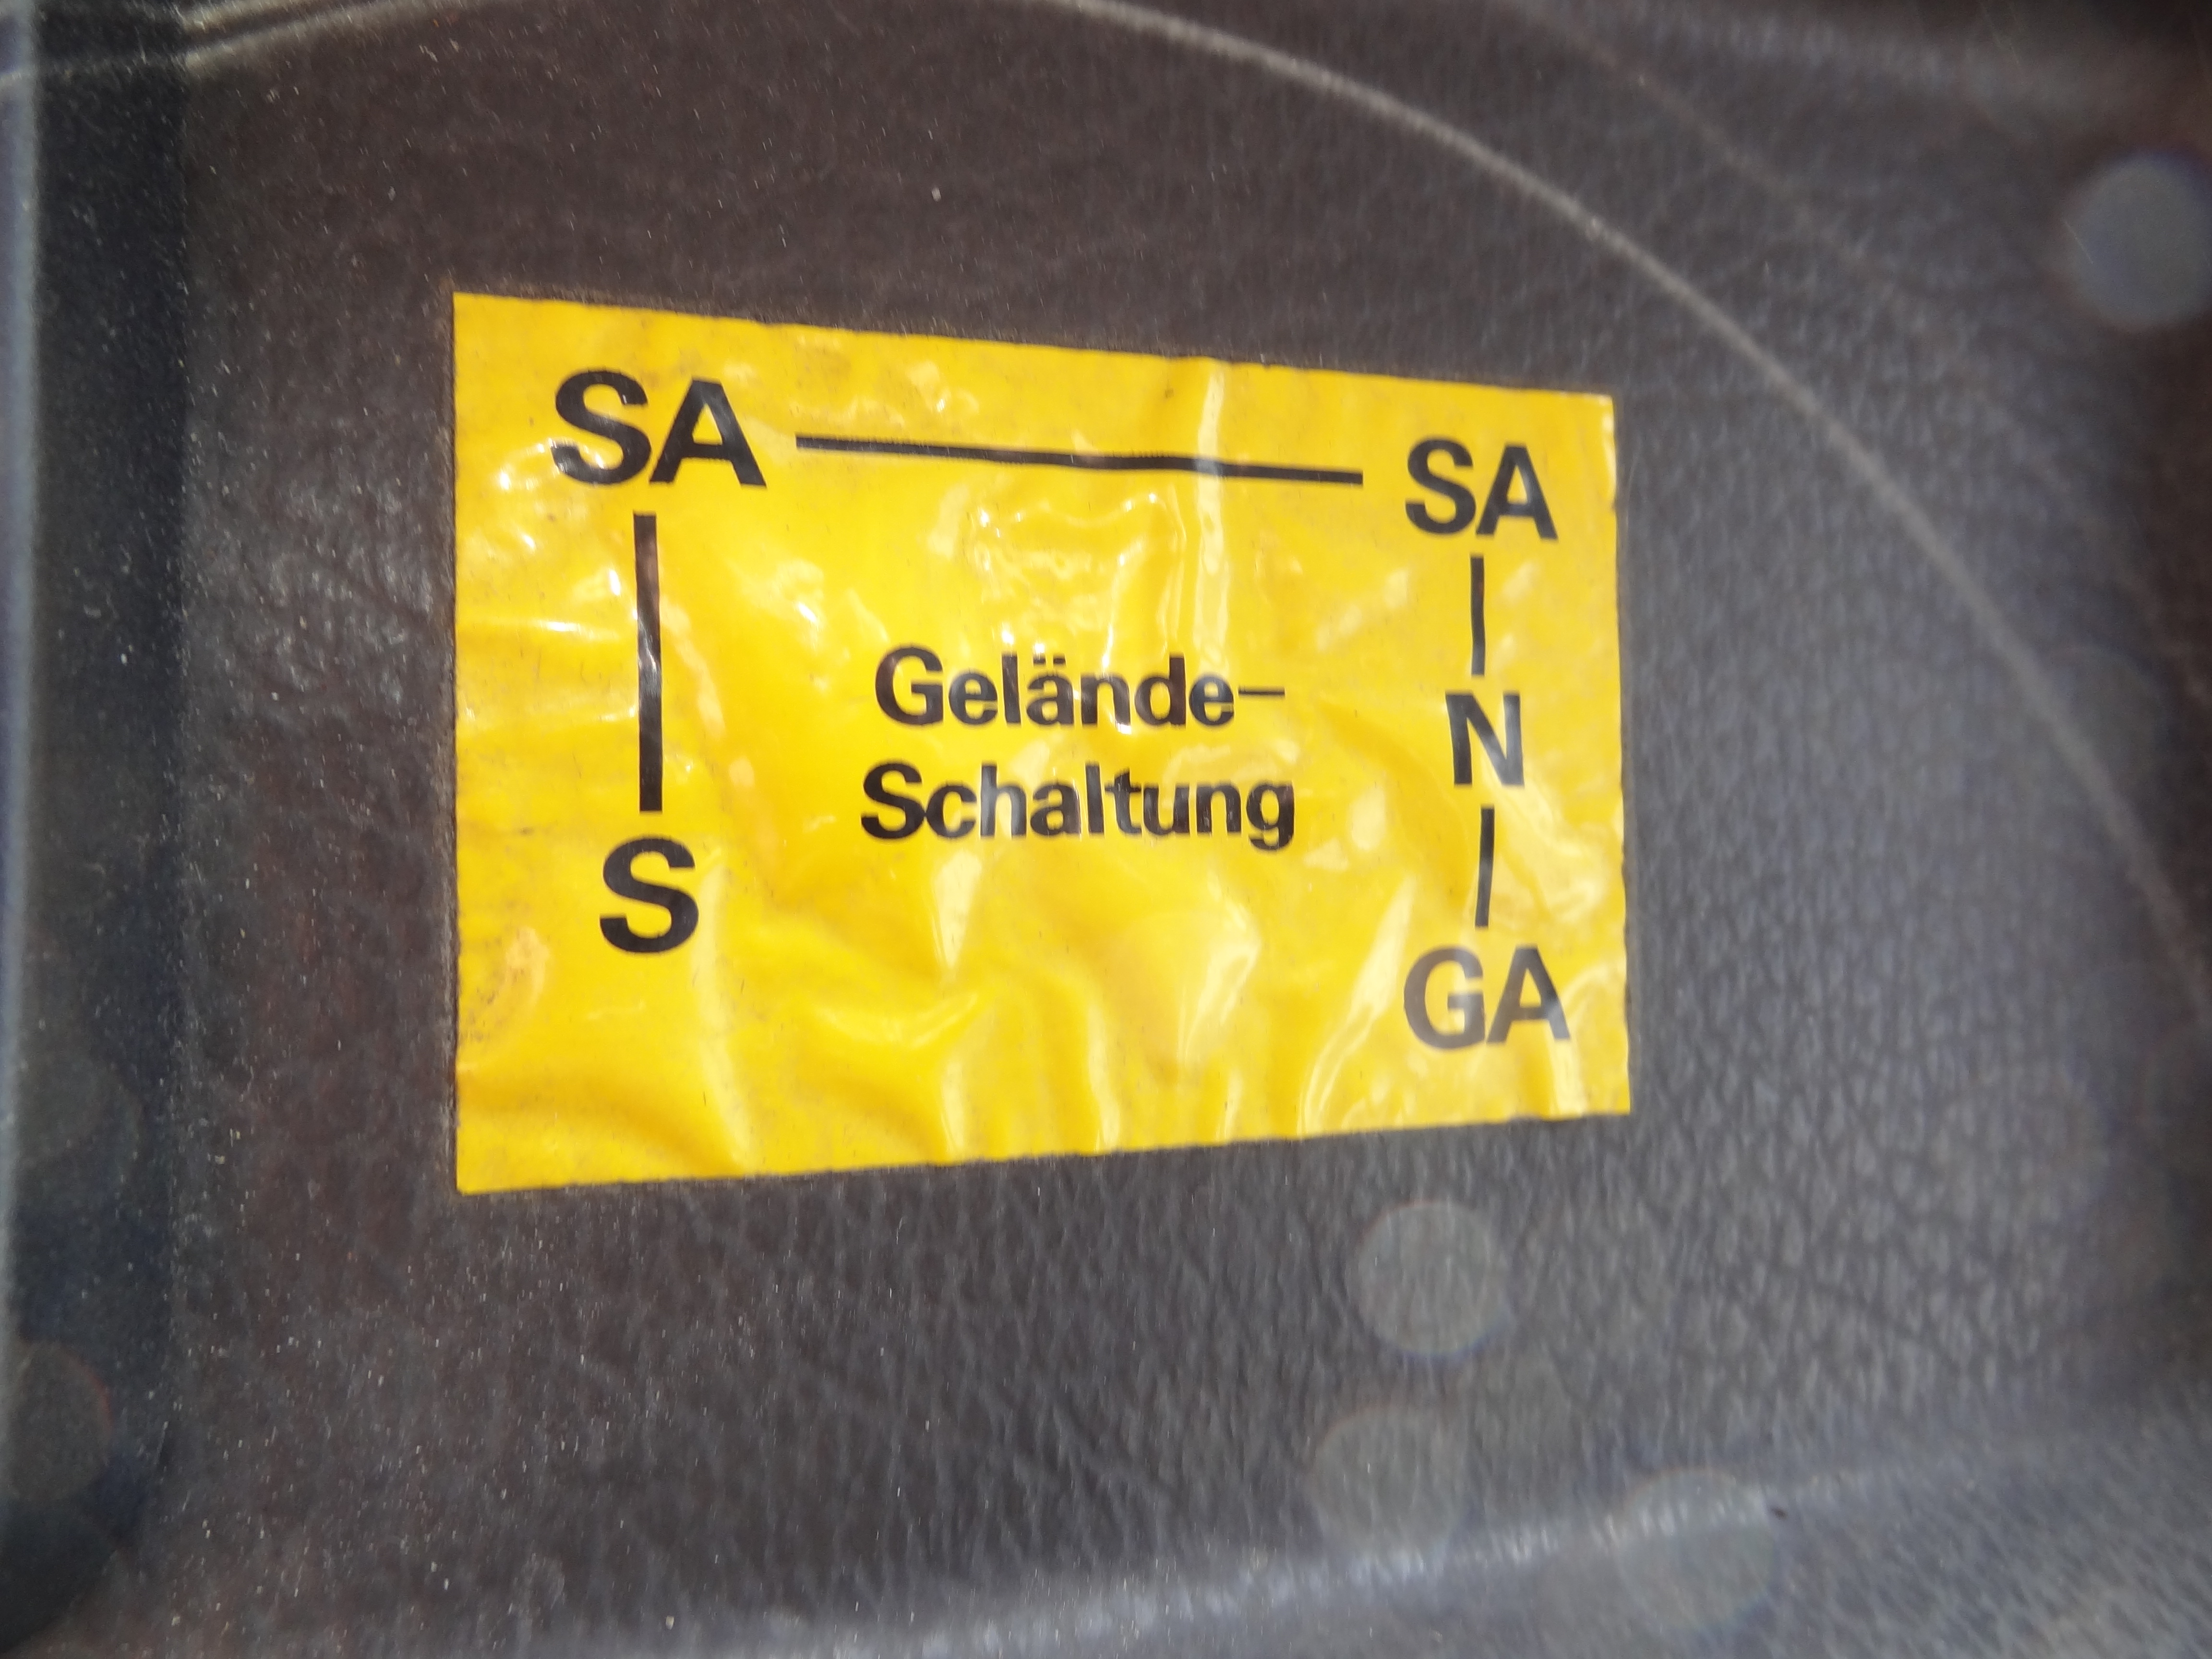 SA — SA
Gelände-
Schaltung
N
S
GA